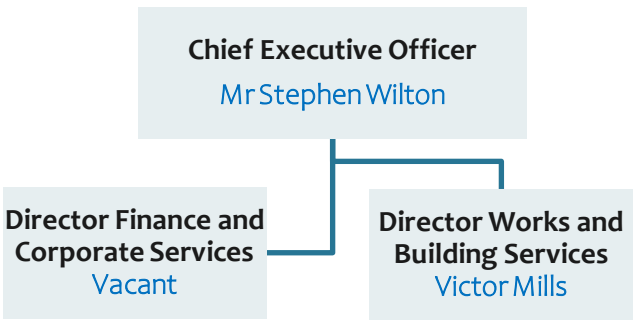 Chief Executive Officer
Mr Stephen Wilton
Director Finance and
Corporate Services
Vacant
Director Works and
Building Services
Victor Mills